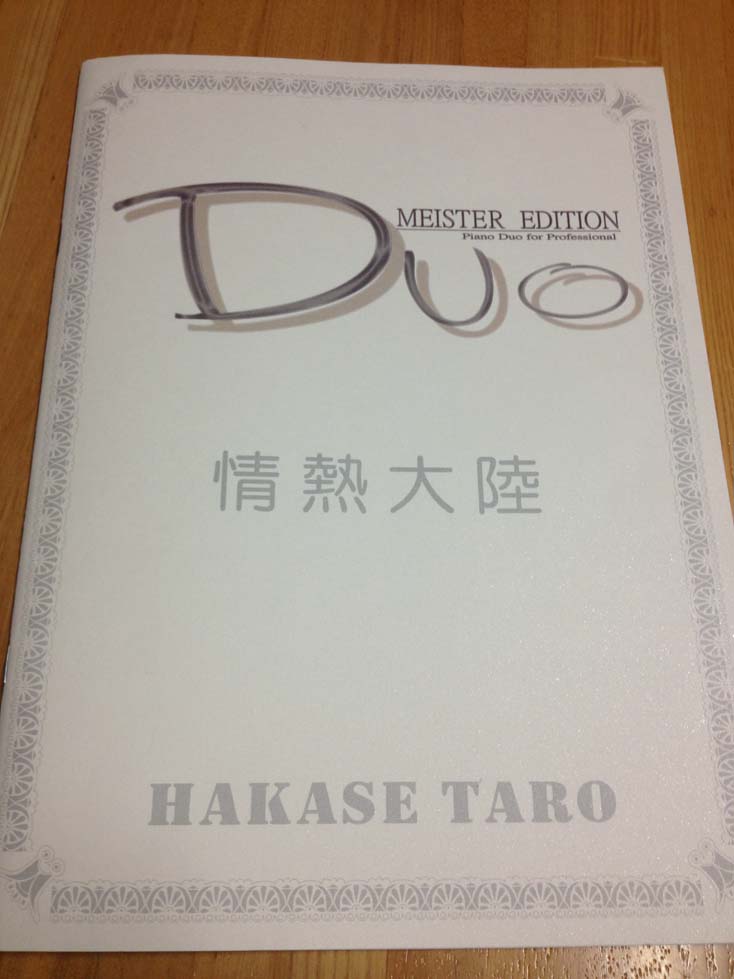 MEISTER EDITION
Piano Duo for Professional
Duo
情熱大陸
HAKASE TARO